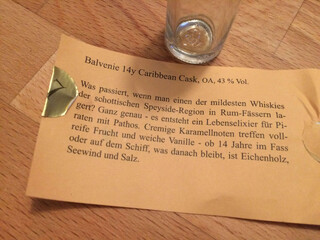 Balvenie 14y Caribbean Cask, OA, 43 % Vol.
Was passiert, wenn man einen der mildesten Whiskies
der schottischen Speyside-Region in Rum-Fässern la-
gert? Ganz genau - es entsteht ein Lebenselixier für Pi-
raten mit Pathos. Cremige Karamellnoten treffen voll-
reife Frucht und weiche Vanille - ob 14 Jahre im Fass
oder auf dem Schiff, was danach bleibt, ist Eichenholz,
Seewind und Salz.